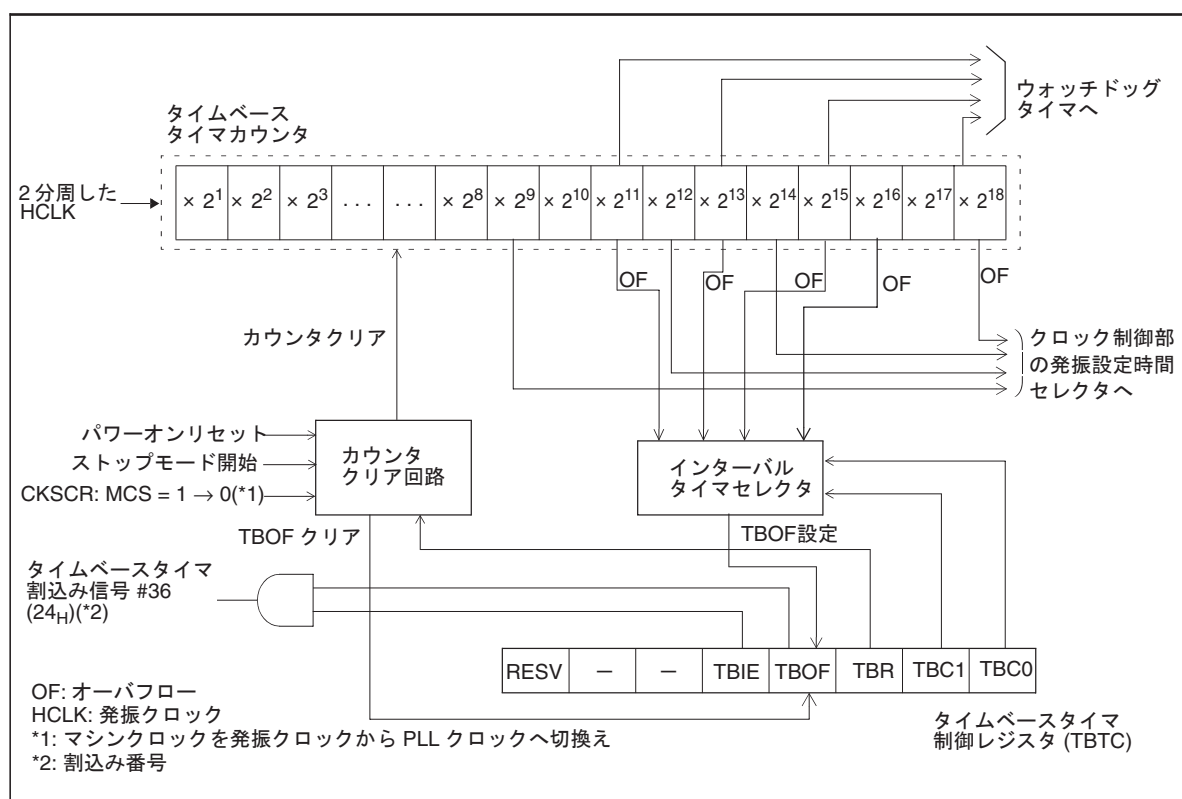 ウォッチドッグ
タイマへ
タイムベース
タイマカウンタ
2 分周した
HCLK
× 2¹ × 2² × 2³ ... ... × 2⁸ × 2⁹ × 2¹⁰ × 2¹¹ × 2¹² × 2¹³ × 2¹⁴ × 2¹⁵ × 2¹⁶ × 2¹⁷ × 2¹⁸
OF OF OF OF OF
カウンタクリア
クロック制御部
の発振設定時間
セレクタへ
パワーオンリセット
ストップモード開始
CKSCR: MCS = 1 → 0(*1)
カウンタ
クリア回路
インターバル
タイマセレクタ
TBOF クリア
TBOF設定
タイムベースタイマ
割込み信号 #36
(24H)(*2)
RESV — — TBIE TBOF TBR TBC1 TBC0
OF: オーバフロー
HCLK: 発振クロック
*1: マシンクロックを発振クロックから PLL クロックへ切換え
*2: 割込み番号
タイムベースタイマ
制御レジスタ (TBTC)